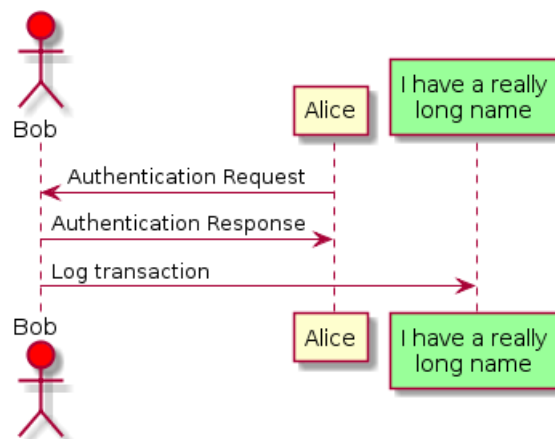 Bob
Alice
I have a really
long name
Authentication Request
Authentication Response
Log transaction
Bob
Alice
I have a really
long name